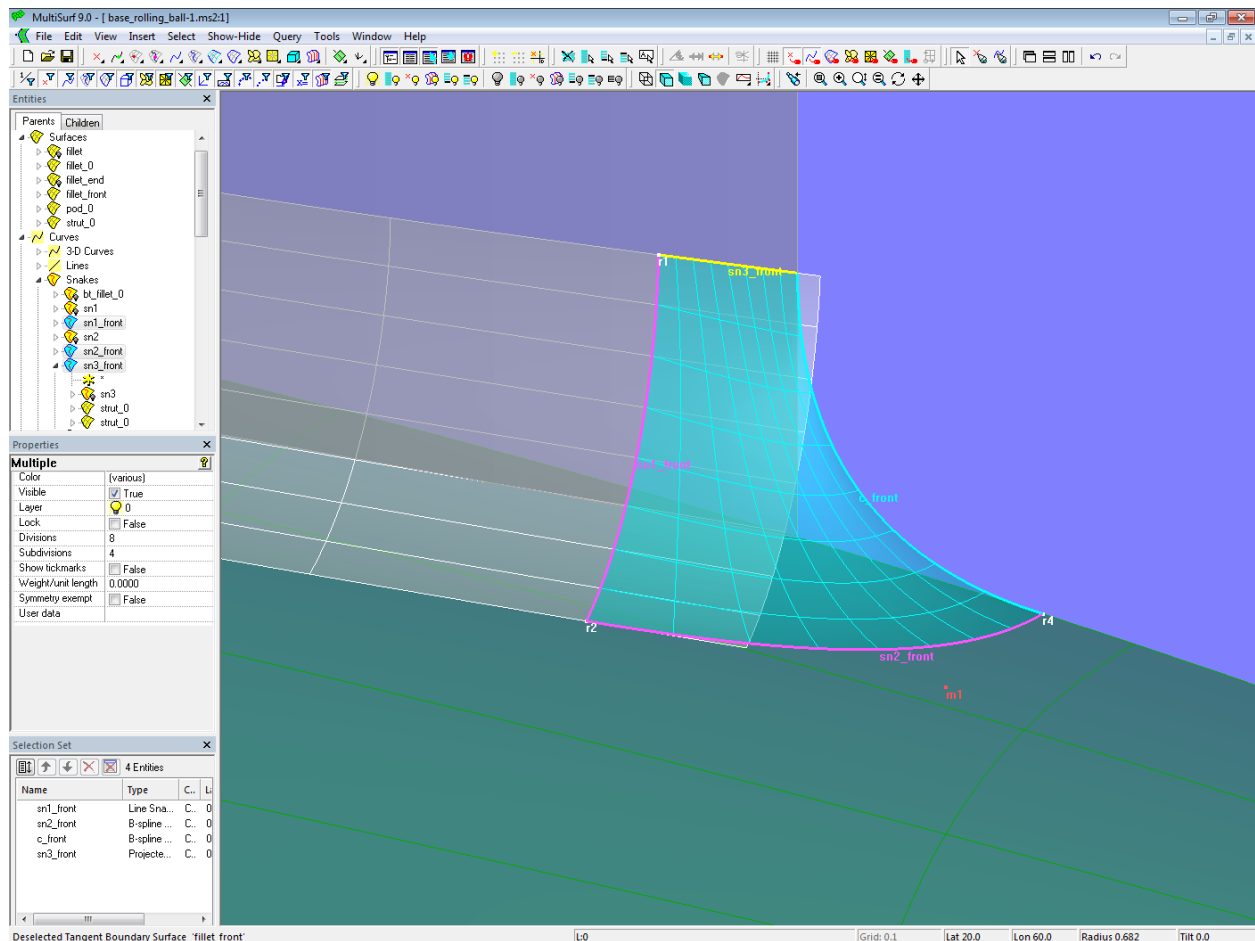 MultiSurf 9.0 - [ base_rolling_ball-1.ms2:1]
File Edit View Insert Select Show-Hide Query Tools Window Help
Entities
Parents Children
Surfaces
fillet
fillet_0
fillet_end
fillet_front
pod_0
strut_0
Curves
3-D Curves
Lines
Snakes
bt_fillet_0
sn1
sn1_front
sn2
sn2_front
sn3_front
*
sn3
strut_0
strut_0
Properties
Multiple
Color (various)
Visible True
Layer 0
Lock False
Divisions 8
Subdivisions 4
Show tickmarks False
Weight/unit length 0.0000
Symmetry exempt False
User data
Selection Set
4 Entities
Name Type C..
sn1_front Line Sna... C.. 0
sn2_front B-spline ... C.. 0
c_front B-spline ... C.. 0
sn3_front Projecte... C.. 0
r1
sn3_front
sn1_front
c_front
r2
r4
sn2_front
m1
Deselected Tangent Boundary Surface 'fillet_front' L:0 Grid: 0.1 Lat 20.0 Lon 60.0 Radius 0.682 Tilt 0.0